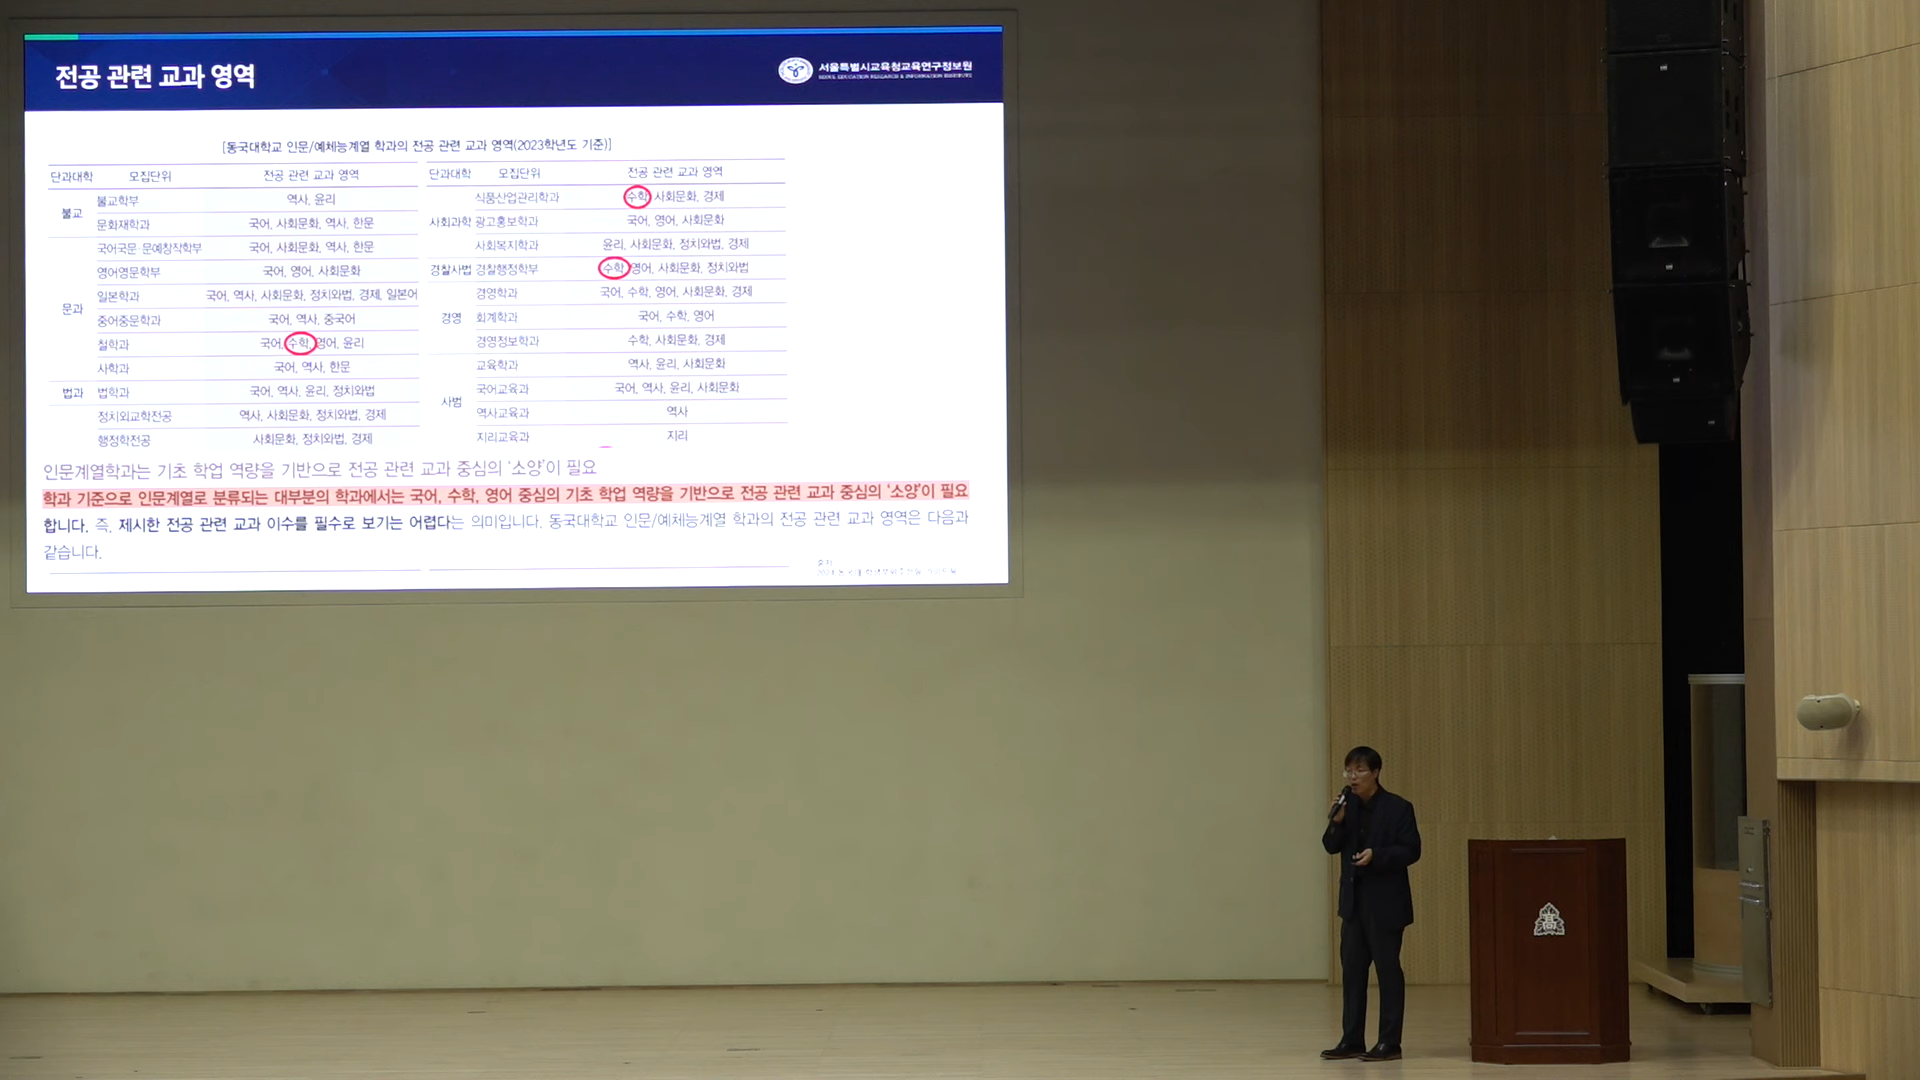 전공 관련 교과 영역
서울특별시교육청교육연구정보원
SEOUL EDUCATION RESEARCH & INFORMATION INSTITUTE
[동국대학교 인문/예체능계열 학과의 전공 관련 교과 영역(2023학년도 기준)]
단과대학 모집단위 전공 관련 교과 영역
불교
불교학부 역사, 윤리
문화재학과 국어, 사회문화, 역사, 한문
문과
국어국문·문예창작학부 국어, 사회문화, 역사, 한문
영어영문학부 국어, 영어, 사회문화
일본학과 국어, 역사, 사회문화, 정치와법, 경제, 일본어
중어중문학과 국어, 역사, 중국어
철학과 국어, 수학, 영어, 윤리
사학과 국어, 역사, 한문
법과 법학과 국어, 역사, 윤리, 정치와법
정치외교학전공 역사, 사회문화, 정치와법, 경제
행정학전공 사회문화, 정치와법, 경제
단과대학 모집단위 전공 관련 교과 영역
식품산업관리학과 수학, 사회문화, 경제
사회과학 광고홍보학과 국어, 영어, 사회문화
사회복지학과 윤리, 사회문화, 정치와법, 경제
경찰사법 경찰행정학부 수학, 영어, 사회문화, 정치와법
경영
경영학과 국어, 수학, 영어, 사회문화, 경제
회계학과 국어, 수학, 영어
경영정보학과 수학, 사회문화, 경제
사범
교육학과 역사, 윤리, 사회문화
국어교육과 국어, 역사, 윤리, 사회문화
역사교육과 역사
지리교육과 지리
인문계열학과는 기초 학업 역량을 기반으로 전공 관련 교과 중심의 '소양'이 필요
학과 기준으로 인문계열로 분류되는 대부분의 학과에서는 국어, 수학, 영어 중심의 기초 학업 역량을 기반으로 전공 관련 교과 중심의 '소양'이 필요
합니다. 즉, 제시한 전공 관련 교과 이수를 필수로 보기는 어렵다는 의미입니다. 동국대학교 인문/예체능계열 학과의 전공 관련 교과 영역은 다음과
같습니다.
高